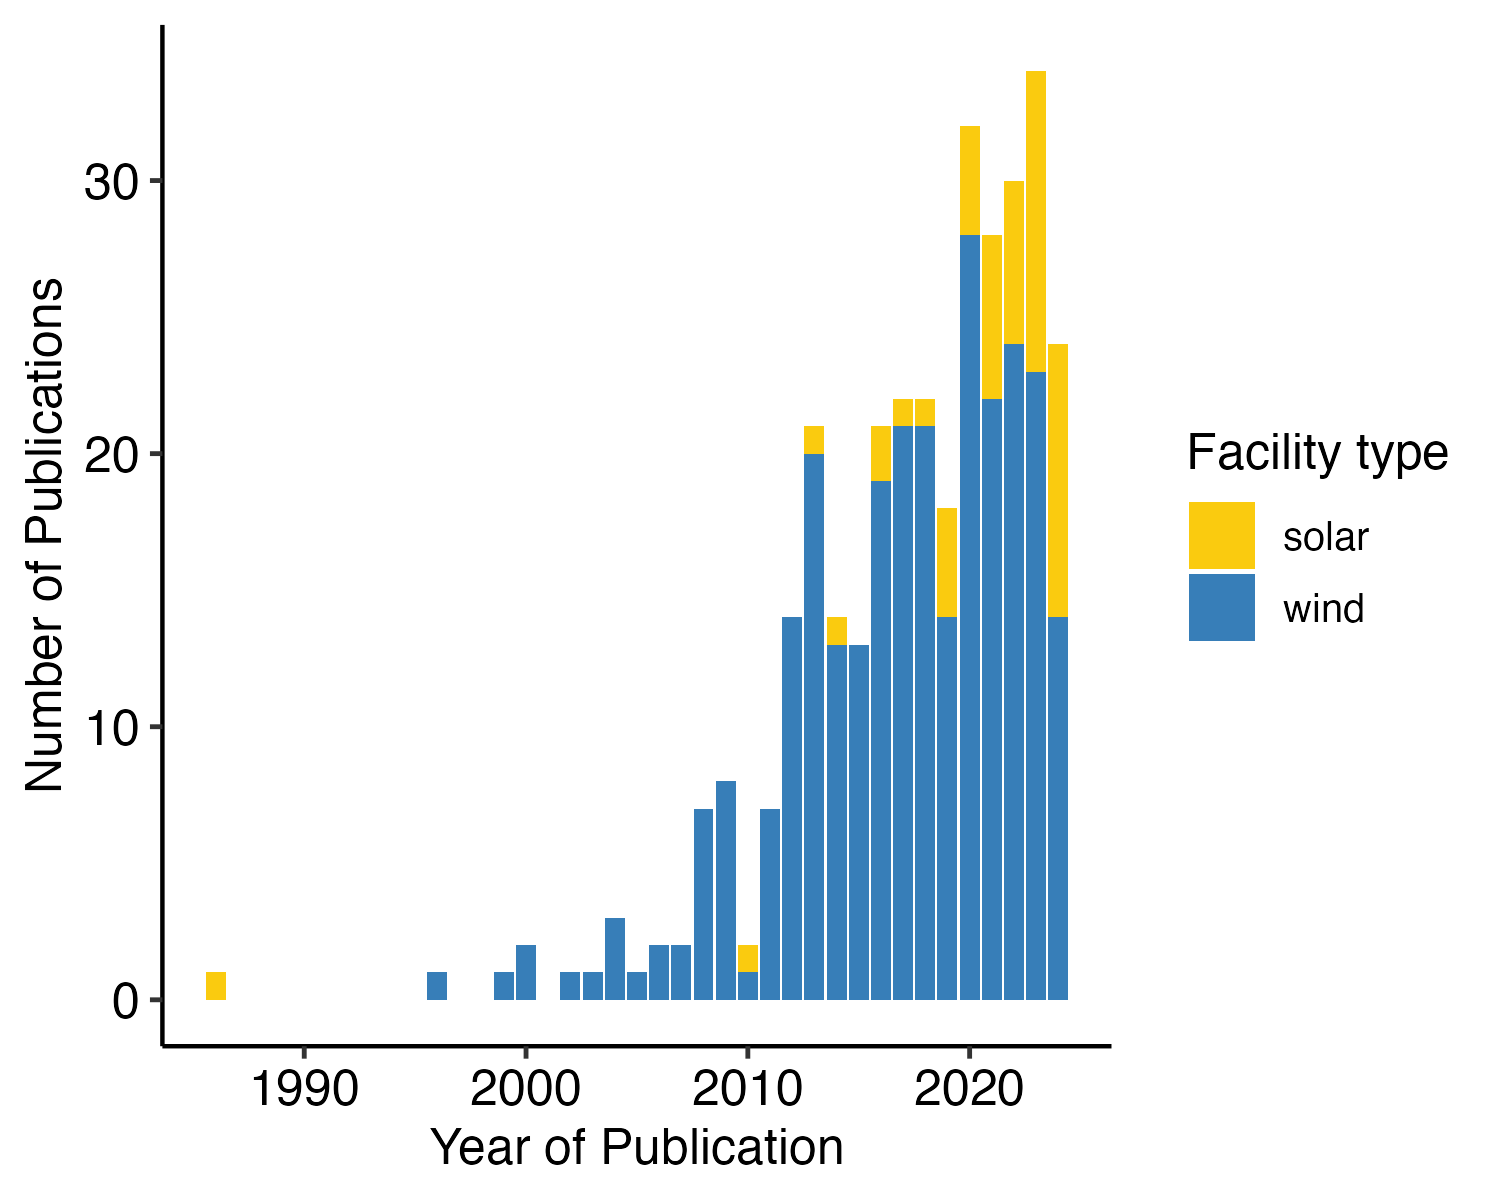 Number of Publications
30
20
10
0
1990 2000 2010 2020
Year of Publication
Facility type
solar
wind